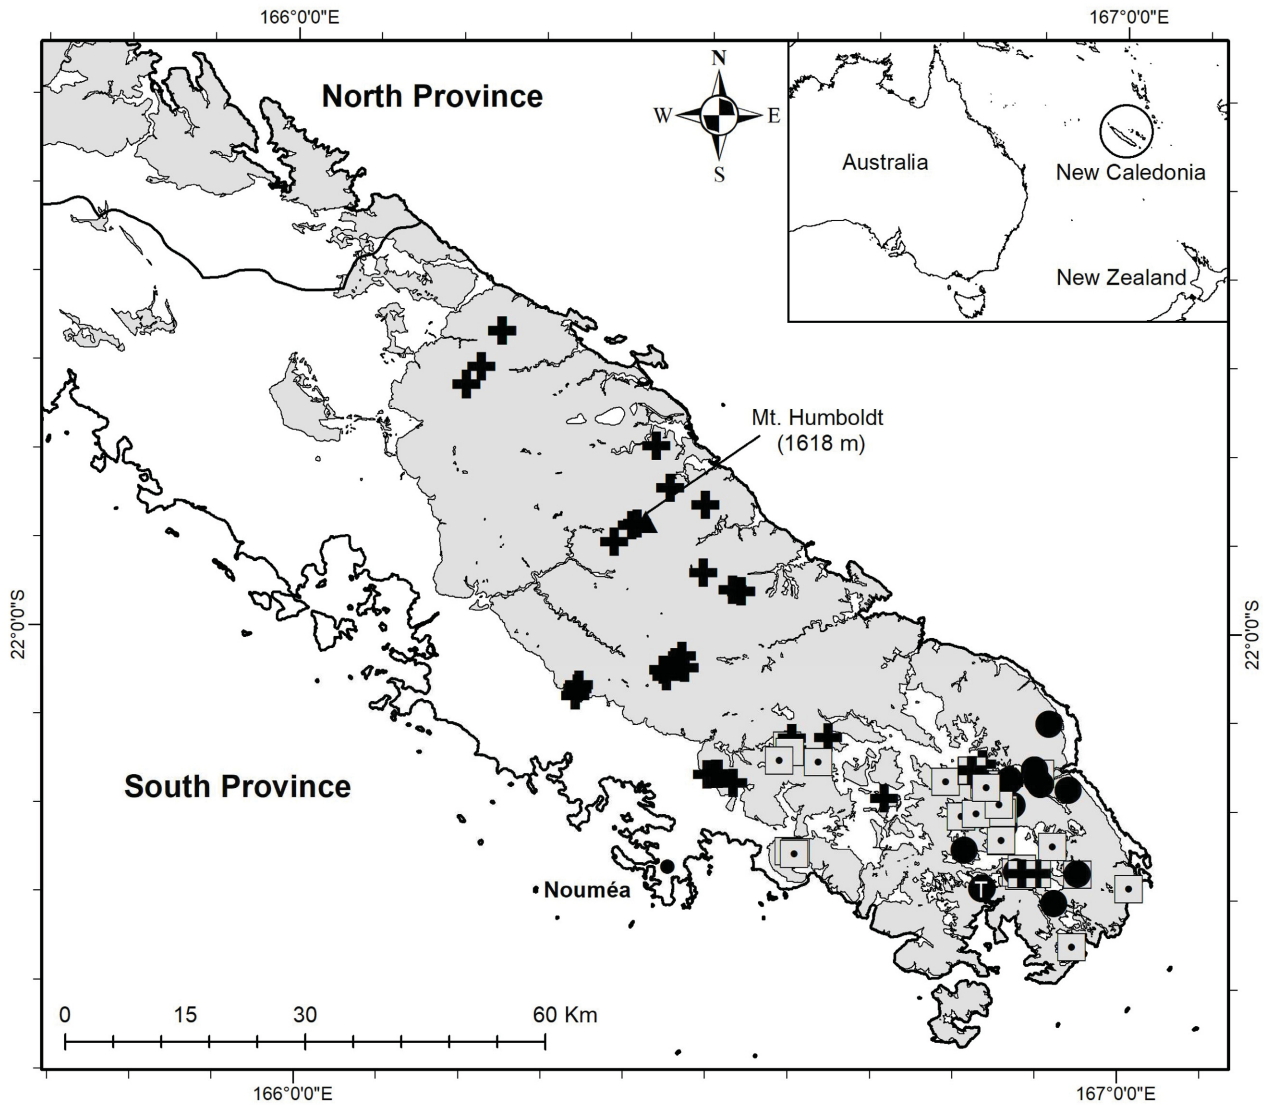 166°0'0"E
167°0'0"E
North Province
N
W
E
S
Australia
New Caledonia
New Zealand
Mt. Humboldt
(1618 m)
22°0'0"S
22°0'0"S
South Province
Nouméa
T
0
15
30
60 Km
166°0'0"E
167°0'0"E